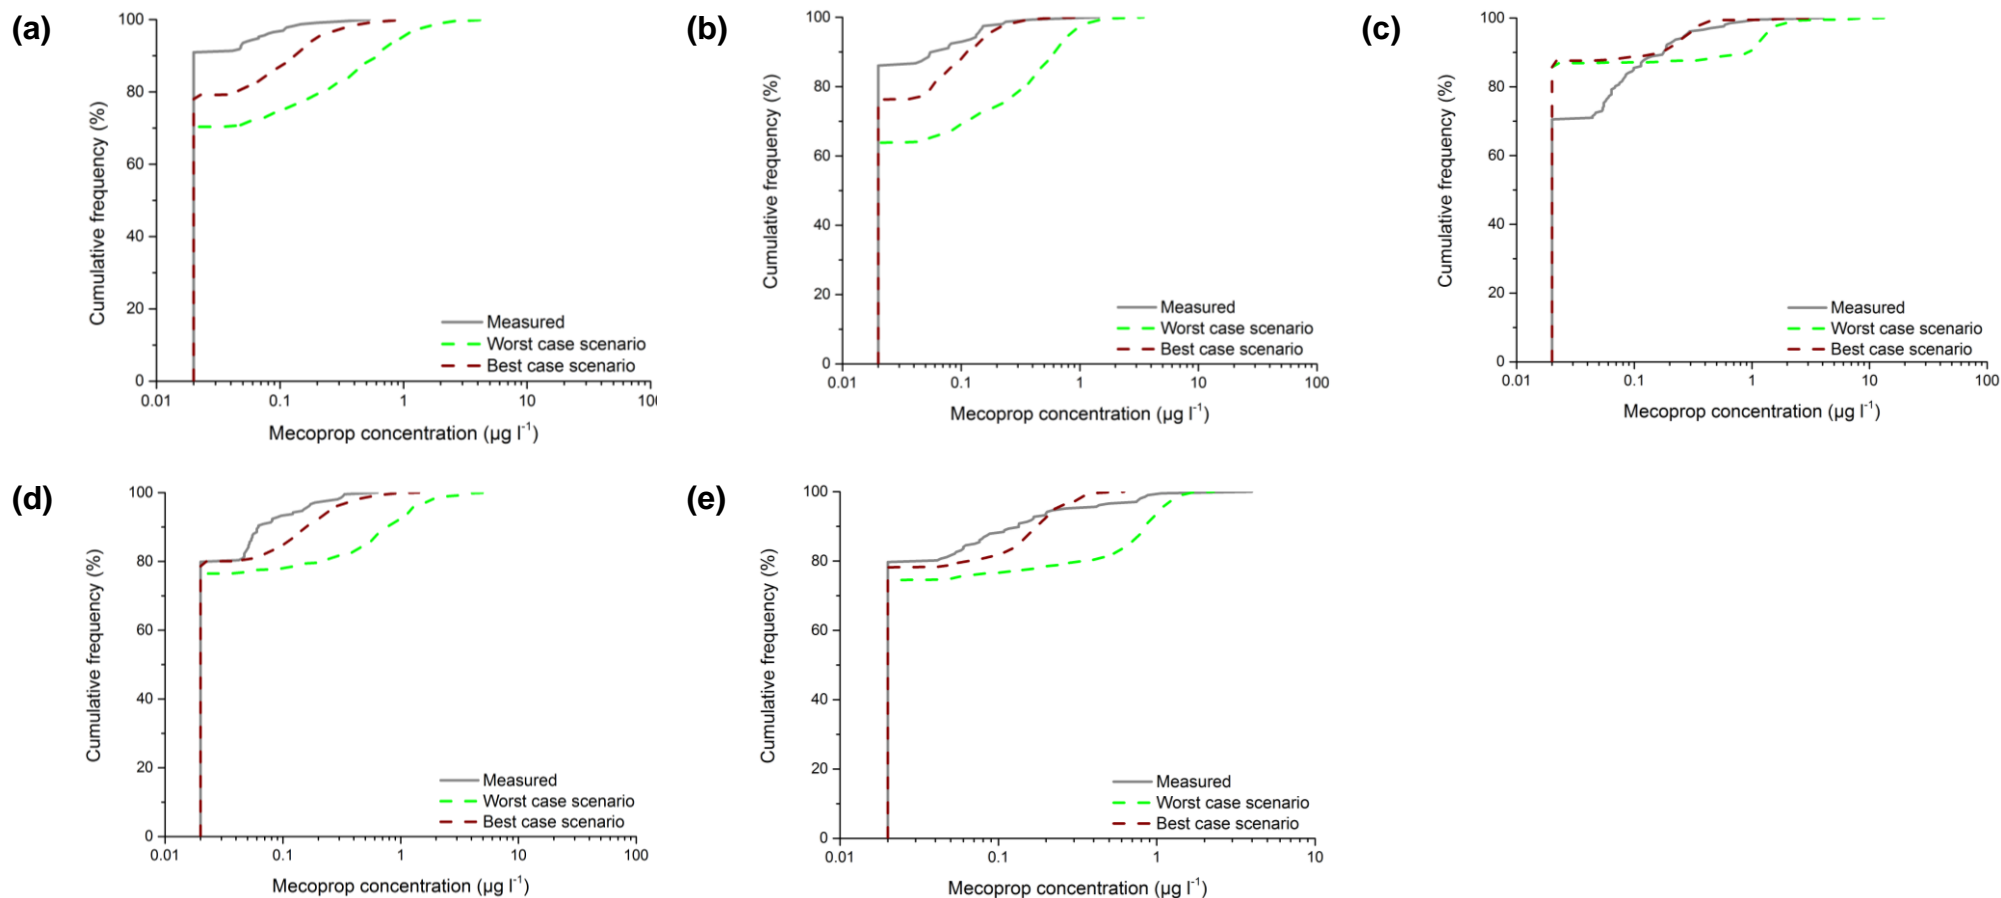 (a)
100
80
60
40
20
0
Cumulative frequency (%)
Measured
Worst case scenario
Best case scenario
0.01 0.1 1 10 10
Mecoprop concentration (µg l⁻¹)
(b)
100
80
60
40
20
0
Cumulative frequency (%)
Measured
Worst case scenario
Best case scenario
0.01 0.1 1 10 100
Mecoprop concentration (µg l⁻¹)
(c)
100
80
60
40
20
0
Cumulative frequency (%)
Measured
Worst case scenario
Best case scenario
0.01 0.1 1 10 100
Mecoprop concentration (µg l⁻¹)
(d)
100
80
60
40
20
0
Cumulative frequency (%)
Measured
Worst case scenario
Best case scenario
0.01 0.1 1 10 100
Mecoprop concentration (µg l⁻¹)
(e)
100
80
60
40
20
0
Cumulative frequency (%)
Measured
Worst case scenario
Best case scenario
0.01 0.1 1 10
Mecoprop concentration (µg l⁻¹)